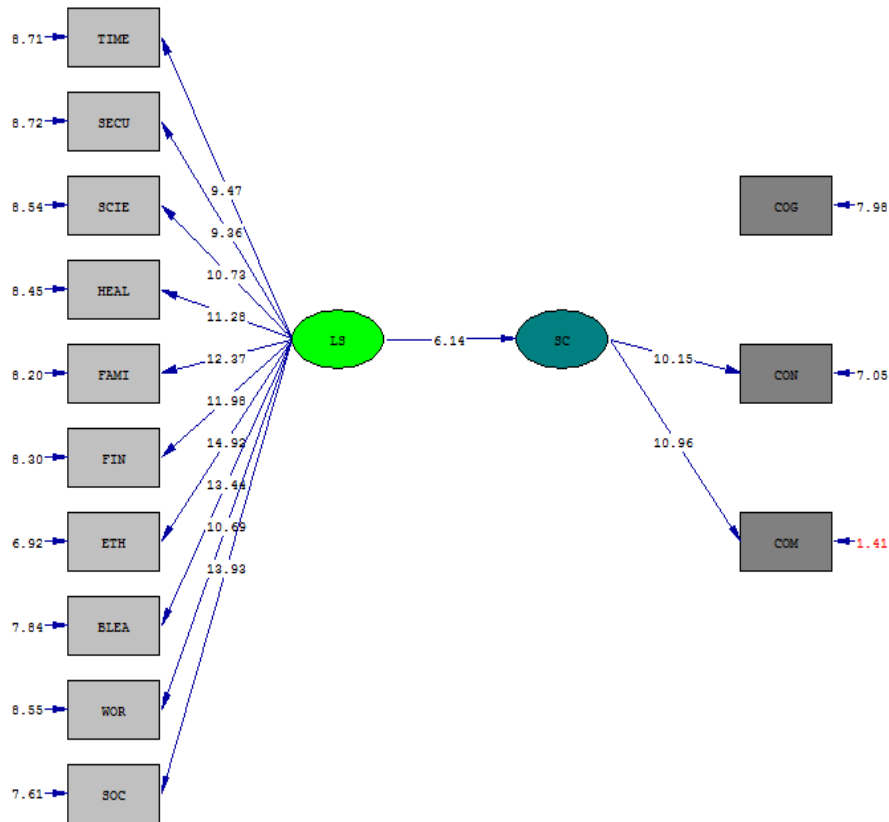 8.71 TIME
8.72 SECU
8.54 SCIE
8.45 HEAL
8.20 FAMI
8.30 FIN
6.92 ETH
7.84 BLEA
8.55 WOR
7.61 SOC
9.47
9.36
10.73
11.28
12.37
11.98
14.92
13.44
10.69
13.93
LS
6.14
SC
10.15
10.96
COG 7.98
CON 7.05
COM 1.41